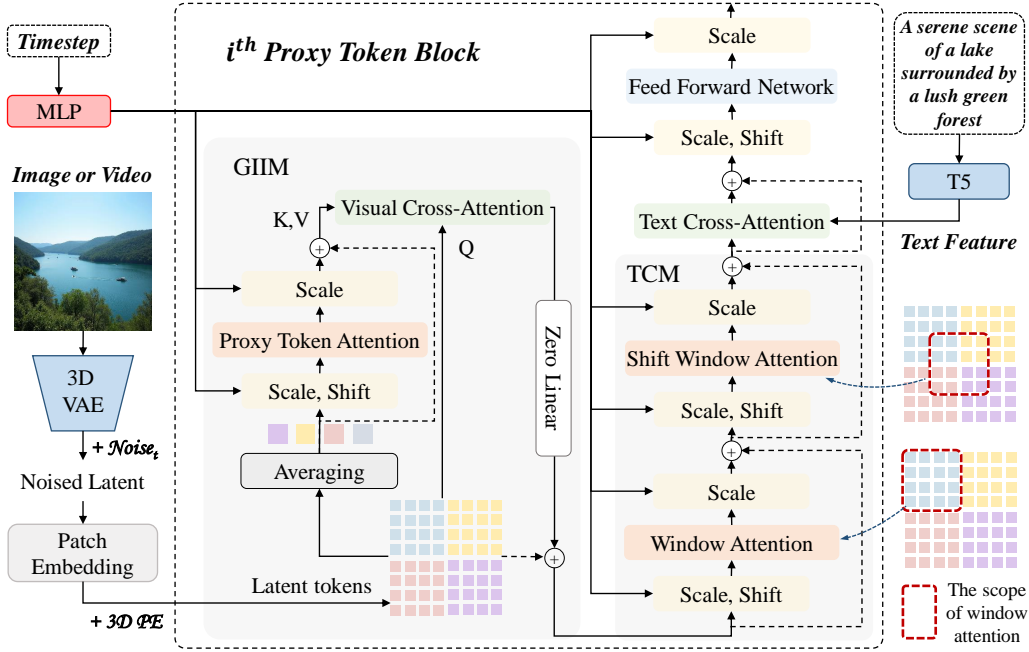 Timestep
MLP
Image or Video
3D
VAE
+ Noise_t
Noised Latent
Patch
Embedding
+ 3D PE
i^th Proxy Token Block
GIIM
Visual Cross-Attention
K,V
Q
+
Scale
Proxy Token Attention
Scale, Shift
Averaging
Latent tokens
Zero Linear
+
Scale
Feed Forward Network
Scale, Shift
+
Text Cross-Attention
TCM
+
Scale
Shift Window Attention
Scale, Shift
+
Scale
Window Attention
Scale, Shift
A serene scene
of a lake
surrounded by
a lush green
forest
T5
Text Feature
The scope
of window
attention